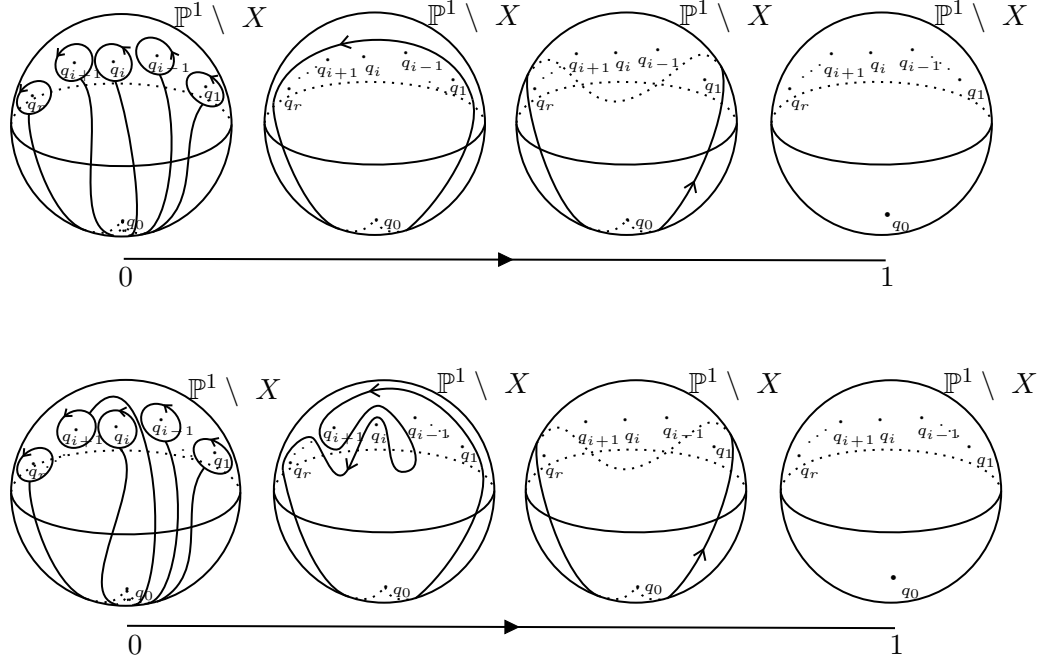 ℙ¹ \ X ℙ¹ \ X ℙ¹ \ X ℙ¹ \ X
q_r q_{i+1} q_i q_{i−1} q_1 q_r q_{i+1} q_i q_{i−1} q_1 q_r q_{i+1} q_i q_{i−1} q_1 q_r q_{i+1} q_i q_{i−1} q_1
q_0 q_0 q_0 q_0
0 1
ℙ¹ \ X ℙ¹ \ X ℙ¹ \ X ℙ¹ \ X
q_r q_{i+1} q_i q_{i−1} q_1 q_r q_{i+1} q_i q_{i−1} q_1 q_r q_{i+1} q_i q_{i−1} q_1 q_r q_{i+1} q_i q_{i−1} q_1
q_0 q_0 q_0 q_0
0 1